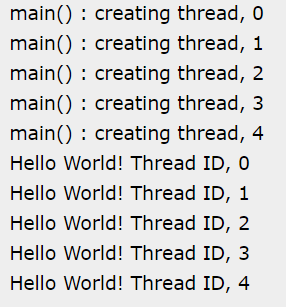 main() : creating thread, 0
main() : creating thread, 1
main() : creating thread, 2
main() : creating thread, 3
main() : creating thread, 4
Hello World! Thread ID, 0
Hello World! Thread ID, 1
Hello World! Thread ID, 2
Hello World! Thread ID, 3
Hello World! Thread ID, 4